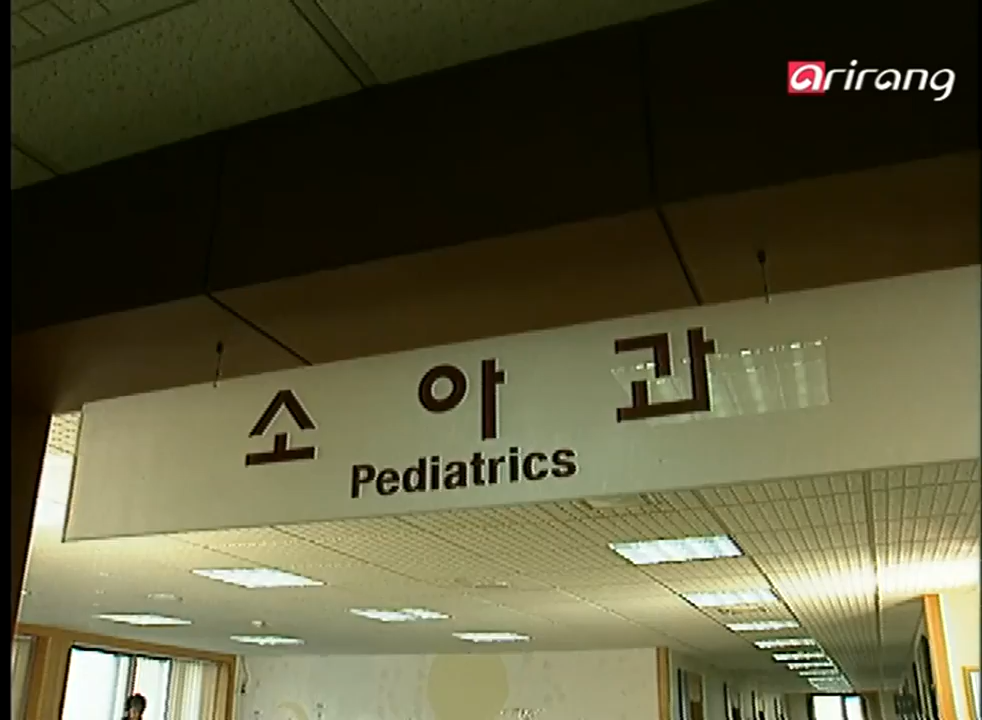 arirang
소아과
Pediatrics